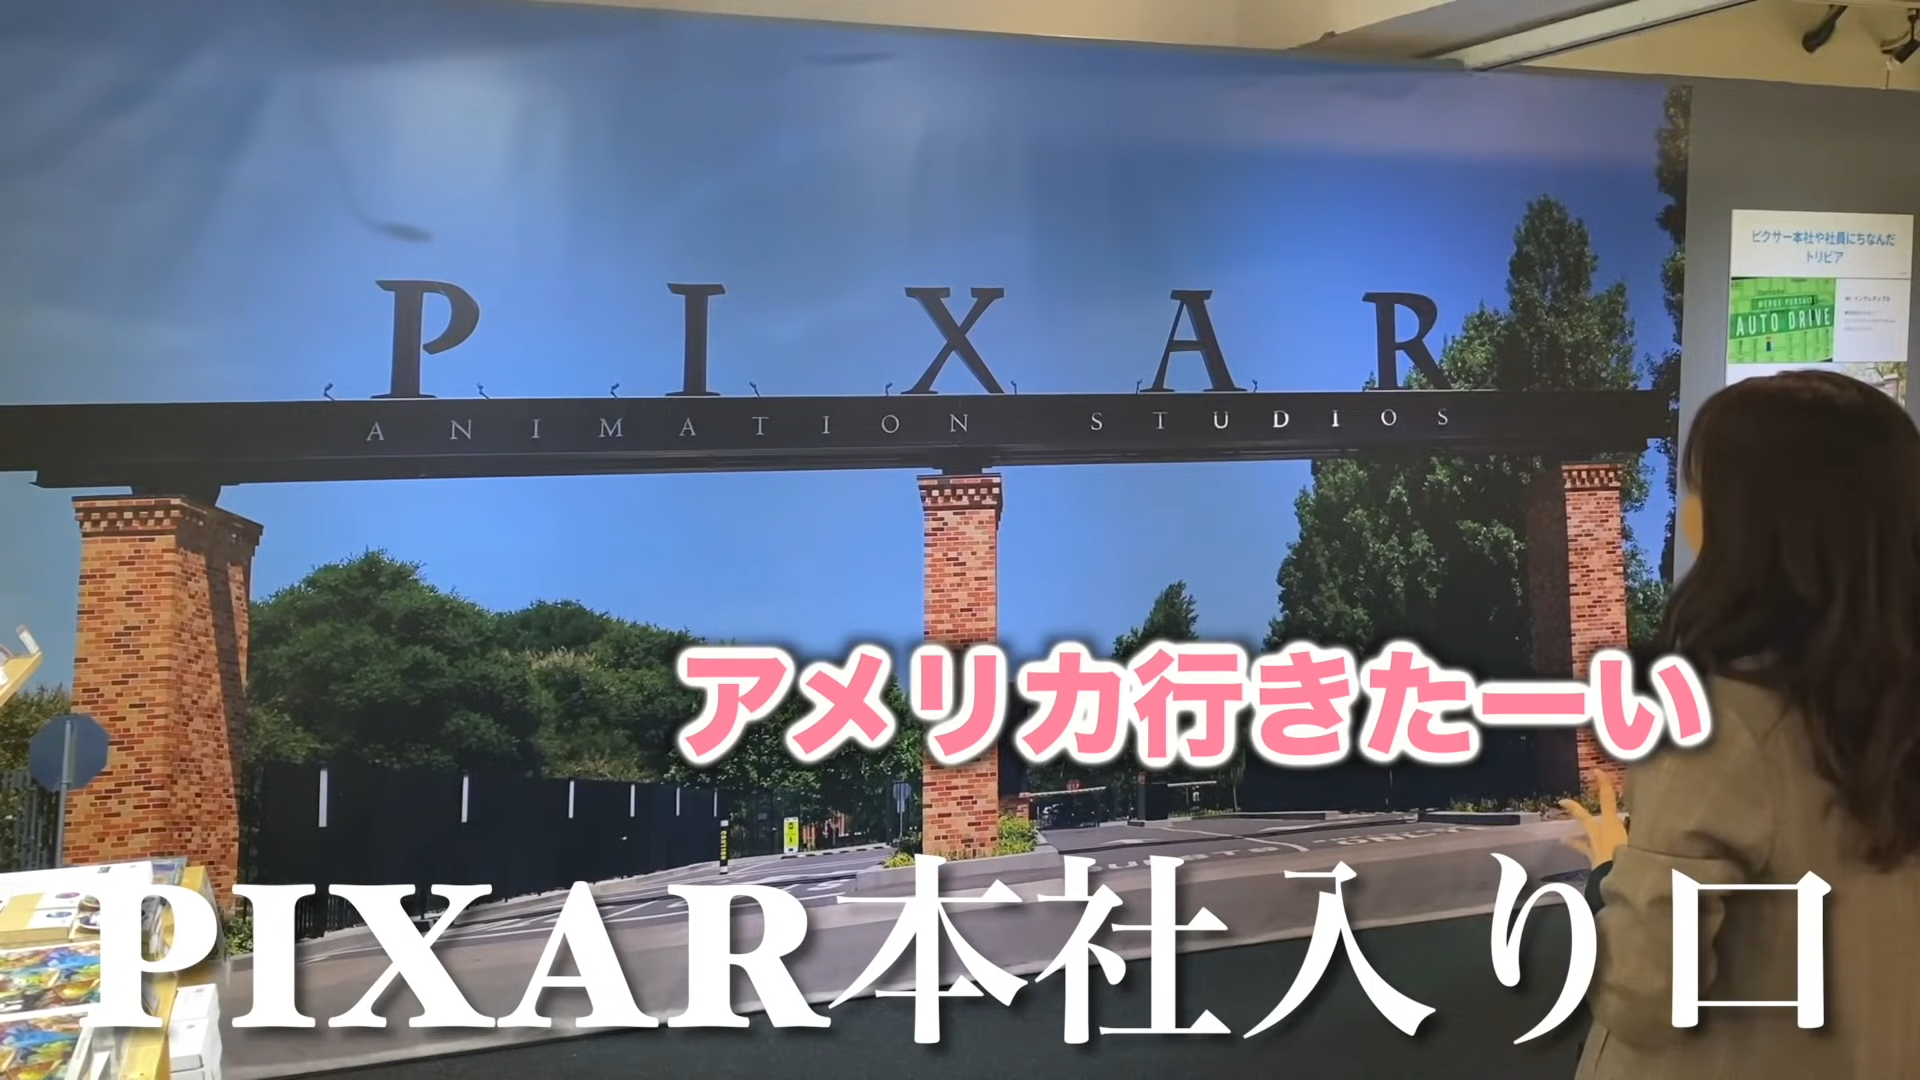 PIXAR
ANIMATION STUDIOS
ピクサー本社や社員にちなんだ
トリビア
MERGE PURSUIT
AUTO DRIVE
アメリカ行きたーい
PIXAR本社入り口